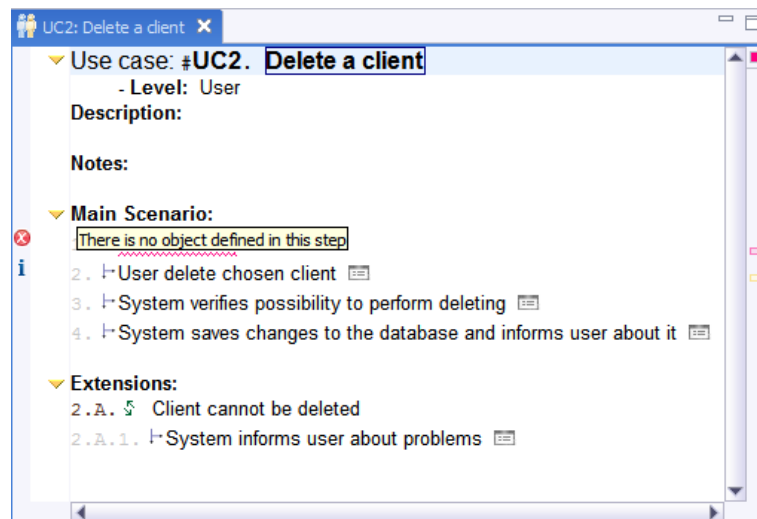 UC2: Delete a client
Use case: #UC2. Delete a client
- Level: User
Description:
Notes:
Main Scenario:
There is no object defined in this step
2. User delete chosen client
3. System verifies possibility to perform deleting
4. System saves changes to the database and informs user about it
Extensions:
2.A. Client cannot be deleted
2.A.1. System informs user about problems